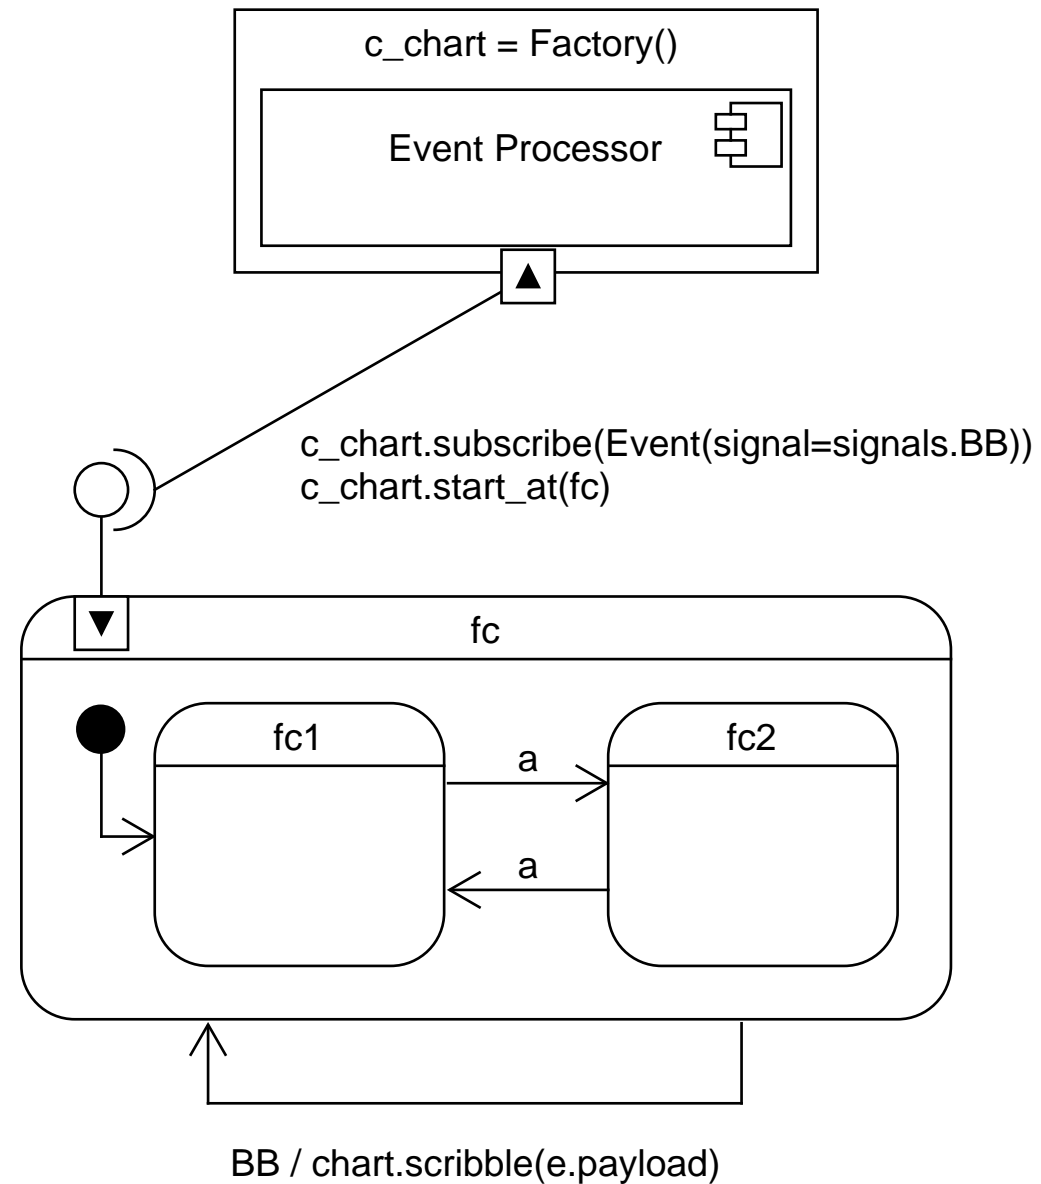 c_chart = Factory()
Event Processor
c_chart.subscribe(Event(signal=signals.BB))
c_chart.start_at(fc)
fc
fc1
fc2
a
a
BB / chart.scribble(e.payload)